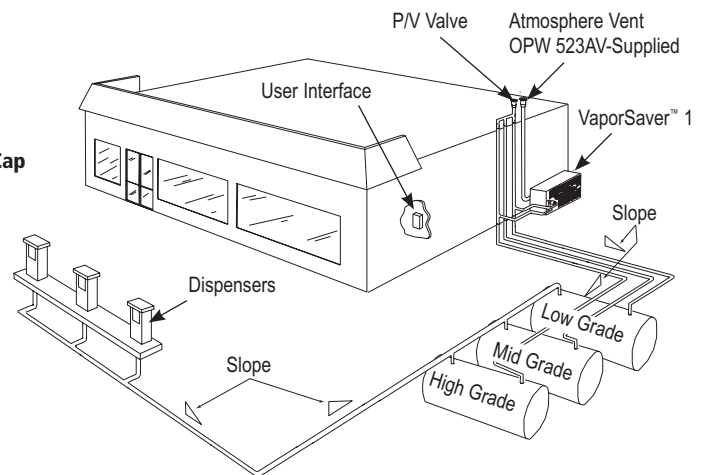 P/V Valve
Atmosphere Vent
OPW 523AV-Supplied
User Interface
VaporSaver™ 1
Cap
Slope
Dispensers
Low Grade
Mid Grade
High Grade
Slope